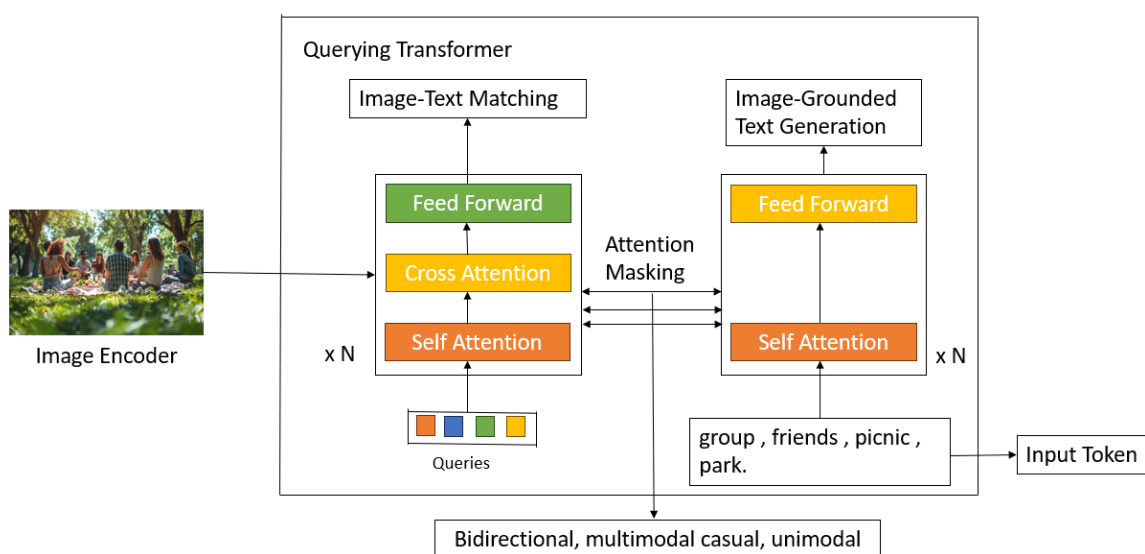 Querying Transformer
Image-Text Matching
Image-Grounded
Text Generation
Feed Forward
Feed Forward
Attention
Masking
Cross Attention
Self Attention
Self Attention
Image Encoder
x N
x N
Queries
group , friends , picnic ,
park.
Input Token
Bidirectional, multimodal casual, unimodal